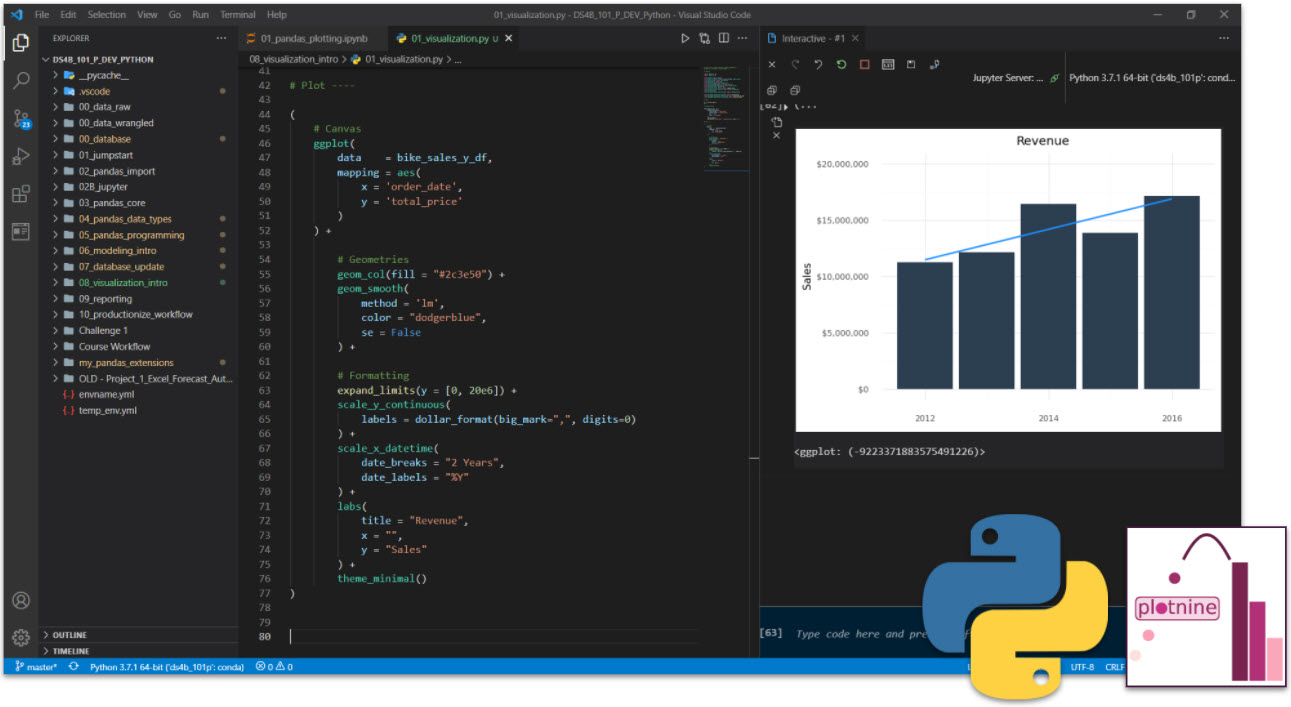 File Edit Selection View Go Run Terminal Help
01_visualization.py - DS4B_101_P_DEV_Python - Visual Studio Code
EXPLORER
DS4B_101_P_DEV_PYTHON
__pycache__
.vscode
00_data_raw
00_data_wrangled
00_database
01_jumpstart
02_pandas_import
02B_jupyter
03_pandas_core
04_pandas_data_types
05_pandas_programming
06_modeling_intro
07_database_update
08_visualization_intro
09_reporting
10_productionize_workflow
Challenge 1
Course Workflow
my_pandas_extensions
OLD - Project_1_Excel_Forecast_Aut...
envname.yml
temp_env.yml
OUTLINE
TIMELINE
23
01_pandas_plotting.ipynb
01_visualization.py U
08_visualization_intro > 01_visualization.py > ...
41
42 # Plot ----
43
44 (
45 # Canvas
46 ggplot(
47 data    = bike_sales_y_df,
48 mapping = aes(
49 x = 'order_date',
50 y = 'total_price'
51 )
52 ) +
53
54 # Geometries
55 geom_col(fill = "#2c3e50") +
56 geom_smooth(
57 method = 'lm',
58 color = "dodgerblue",
59 se = False
60 ) +
61
62 # Formatting
63 expand_limits(y = [0, 20e6]) +
64 scale_y_continuous(
65 labels = dollar_format(big_mark=",", digits=0)
66 ) +
67 scale_x_datetime(
68 date_breaks = "2 Years",
69 date_labels = "%Y"
70 ) +
71 labs(
72 title = "Revenue",
73 x = "",
74 y = "Sales"
75 ) +
76 theme_minimal()
77 )
78
79
80
Interactive - #1
Jupyter Server: ...
Python 3.7.1 64-bit ('ds4b_101p': cond...
[62] (...
Revenue
$20,000,000
$15,000,000
$10,000,000
$5,000,000
$0
Sales
2012 2014 2016
<ggplot: (-9223371883575491226)>
[63] Type code here and
plotnine
master* Python 3.7.1 64-bit ('ds4b_101p': conda) 0 0
UTF-8 CRLF